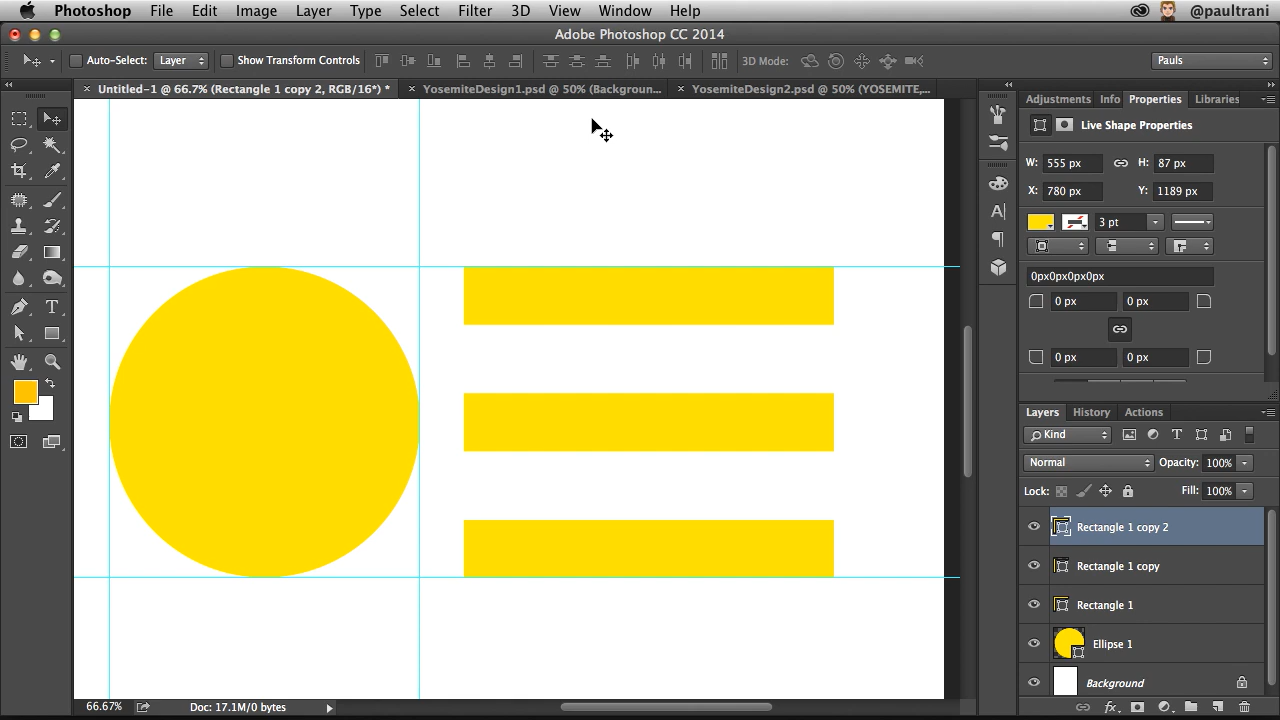 Photoshop File Edit Image Layer Type Select Filter 3D View Window Help @paultrani
Adobe Photoshop CC 2014
Auto-Select: Layer Show Transform Controls 3D Mode: Pauls
Untitled-1 @ 66.7% (Rectangle 1 copy 2, RGB/16*) * YosemiteDesign1.psd @ 50% (Backgroun... YosemiteDesign2.psd @ 50% (YOSEMITE,...
Adjustments Info Properties Libraries
Live Shape Properties
W: 555 px H: 87 px
X: 780 px Y: 1189 px
3 pt
0px0px0px0px
0 px 0 px
0 px 0 px
Layers History Actions
Kind
Normal Opacity: 100%
Lock: Fill: 100%
Rectangle 1 copy 2
Rectangle 1 copy
Rectangle 1
Ellipse 1
Background
66.67% Doc: 17.1M/0 bytes